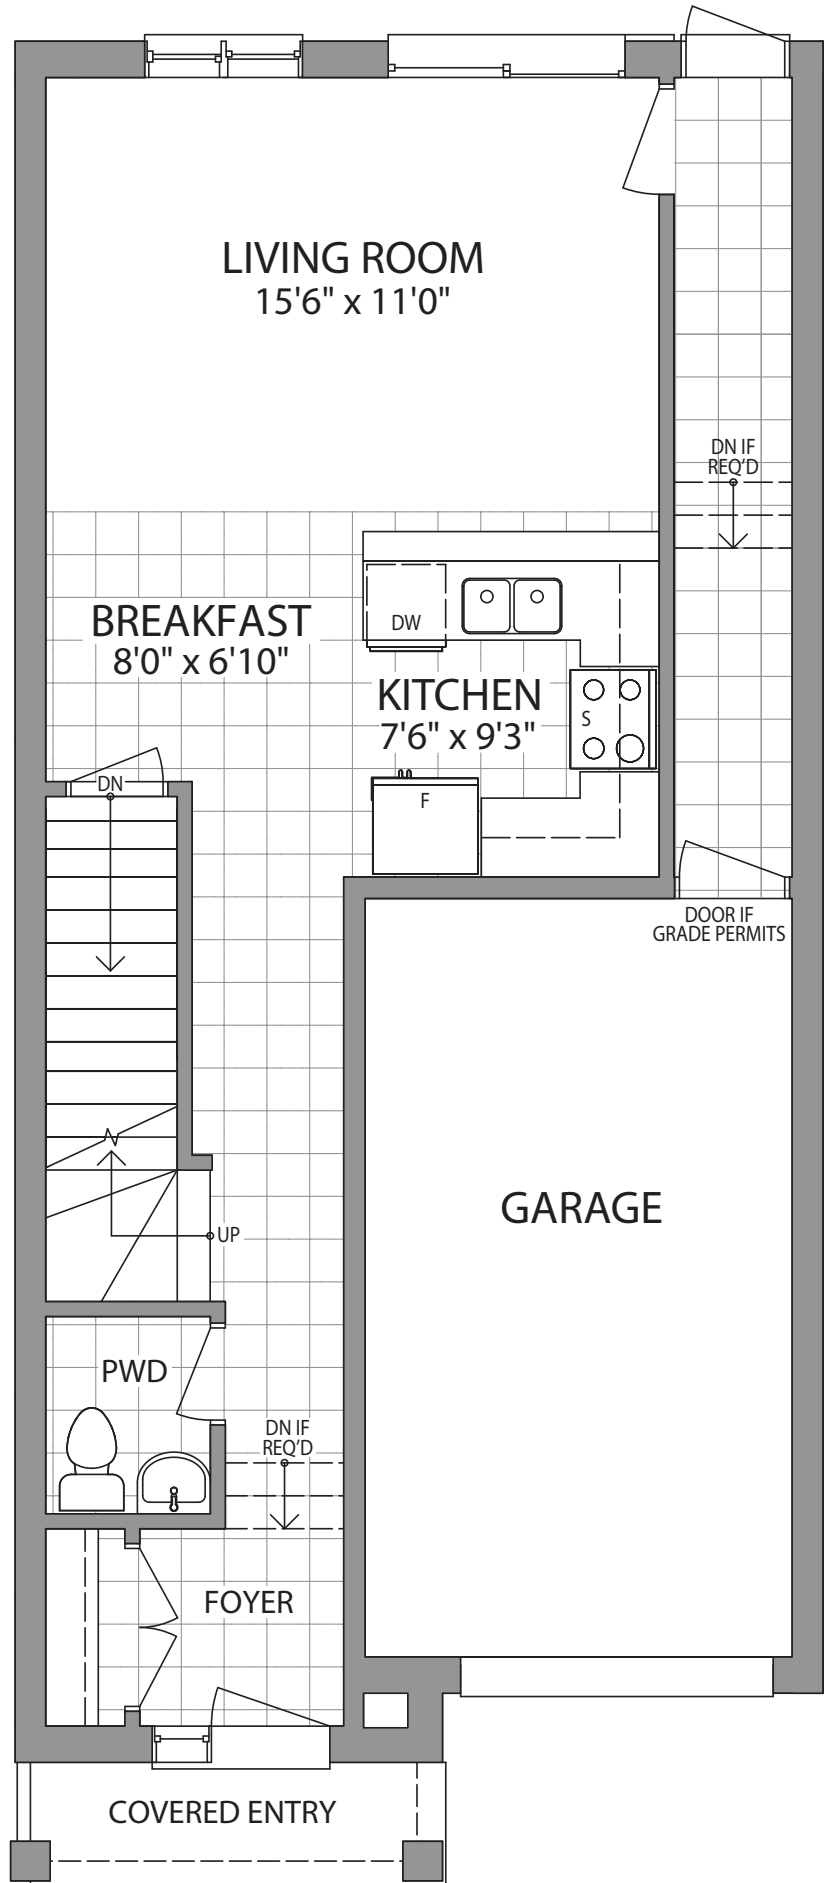 LIVING ROOM
15'6" x 11'0"
DN IF
REQ'D
BREAKFAST
8'0" x 6'10"
DW
KITCHEN
7'6" x 9'3"
S
DN
F
DOOR IF
GRADE PERMITS
GARAGE
UP
PWD
DN IF
REQ'D
FOYER
COVERED ENTRY